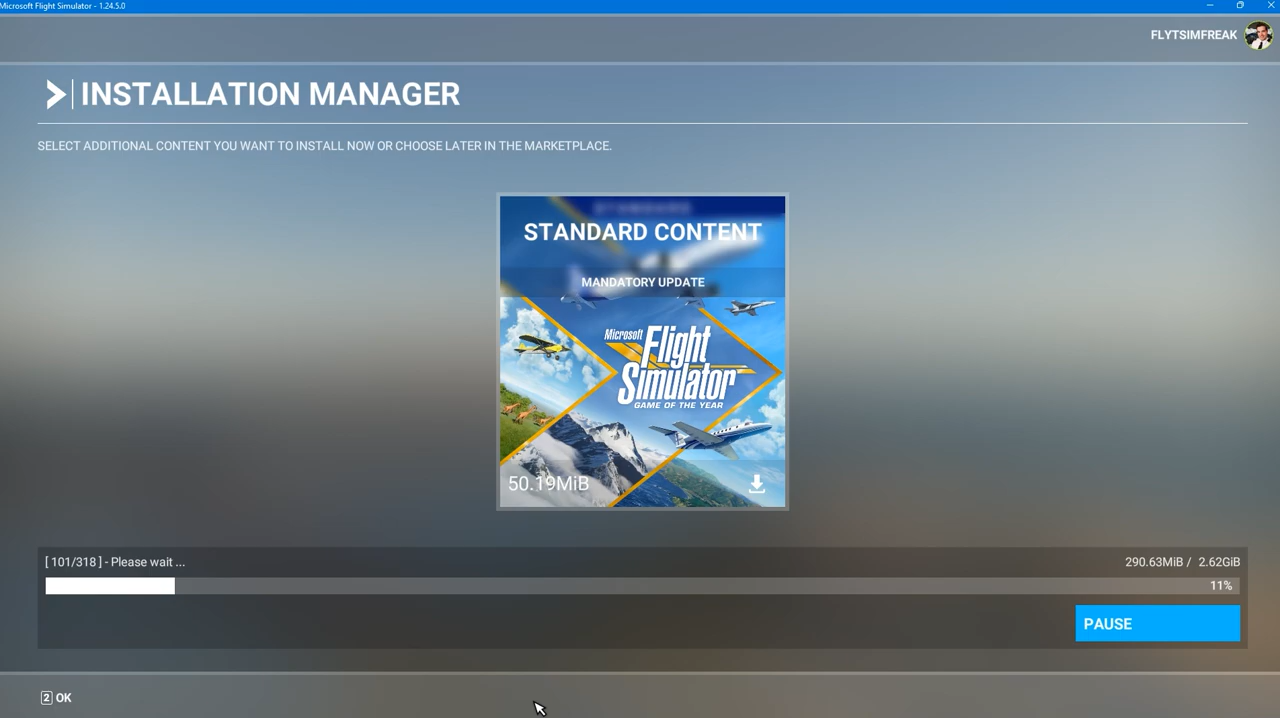 Microsoft Flight Simulator - 1.24.5.0
FLYTSIMFREAK
INSTALLATION MANAGER
SELECT ADDITIONAL CONTENT YOU WANT TO INSTALL NOW OR CHOOSE LATER IN THE MARKETPLACE.
STANDARD
STANDARD CONTENT
MANDATORY UPDATE
Microsoft
Flight
Simulator
GAME OF THE YEAR
50.19MiB
[ 101/318 ] - Please wait ...
290.63MiB / 2.62GiB
11%
PAUSE
2 OK